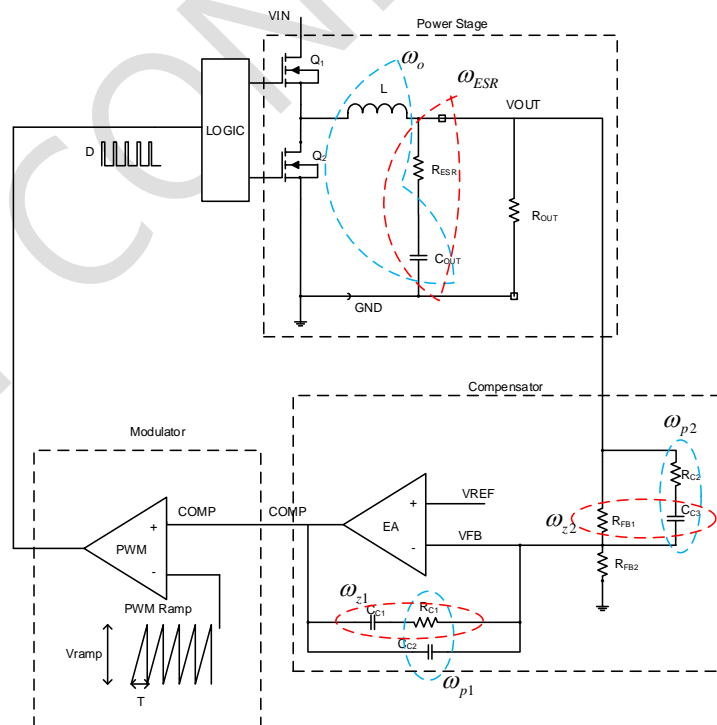 VIN
Power Stage
Q1
ωo
ωESR
L
VOUT
LOGIC
D
Q2
RESR
ROUT
COUT
GND
Compensator
Modulator
ωp2
RC2
VREF
COMP
COMP
EA
VFB
ωz2
RFB1
CC3
PWM
RFB2
PWM Ramp
ωz1
CC1
RC1
Vramp
CC2
T
ωp1
CON